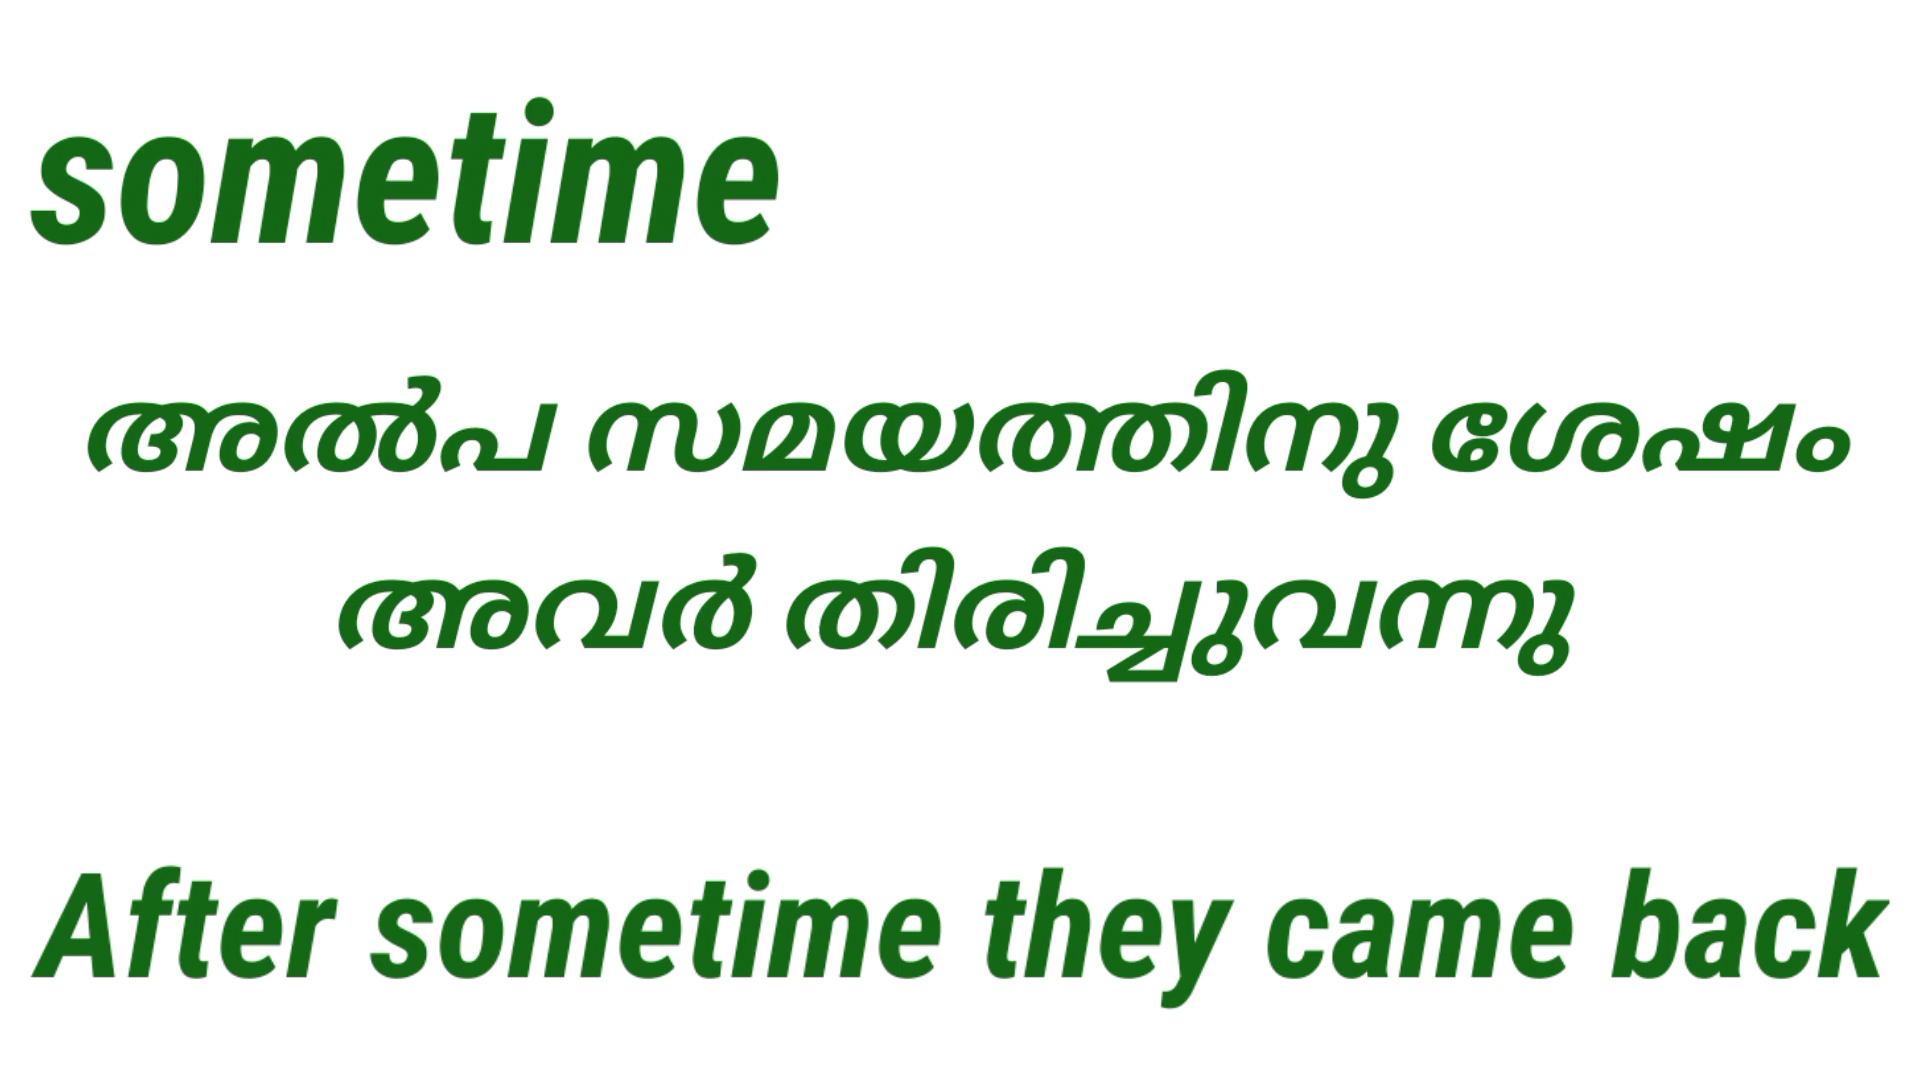 sometime
അൽപ സമയത്തിനു ശേഷം
അവർ തിരിച്ചുവന്നു
After sometime they came back